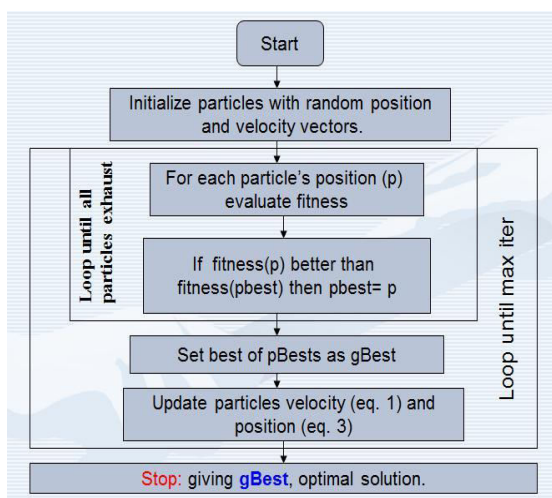 Start
Initialize particles with random position
and velocity vectors.
Loop until all
particles exhaust
For each particle's position (p)
evaluate fitness
If fitness(p) better than
fitness(pbest) then pbest= p
Loop until max iter
Set best of pBests as gBest
Update particles velocity (eq. 1) and
position (eq. 3)
Stop: giving gBest, optimal solution.